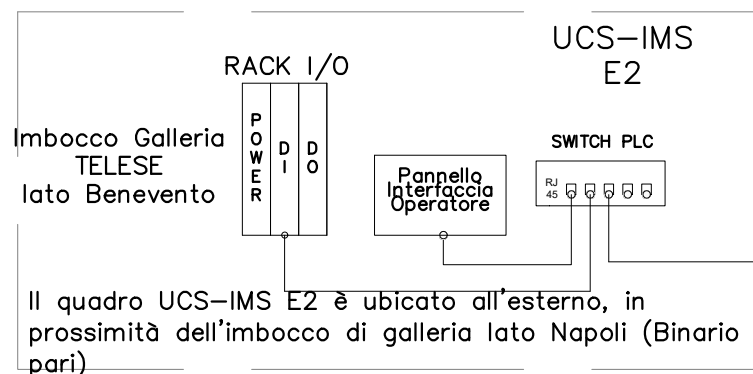 UCS-IMS
E2
RACK I/O
Imbocco Galleria
TELESE
lato Benevento
POWER
DI
DO
Pannello
Interfaccia
Operatore
SWITCH PLC
RJ
45
Il quadro UCS-IMS E2 è ubicato all'esterno, in
prossimità dell'imbocco di galleria lato Napoli (Binario
pari)